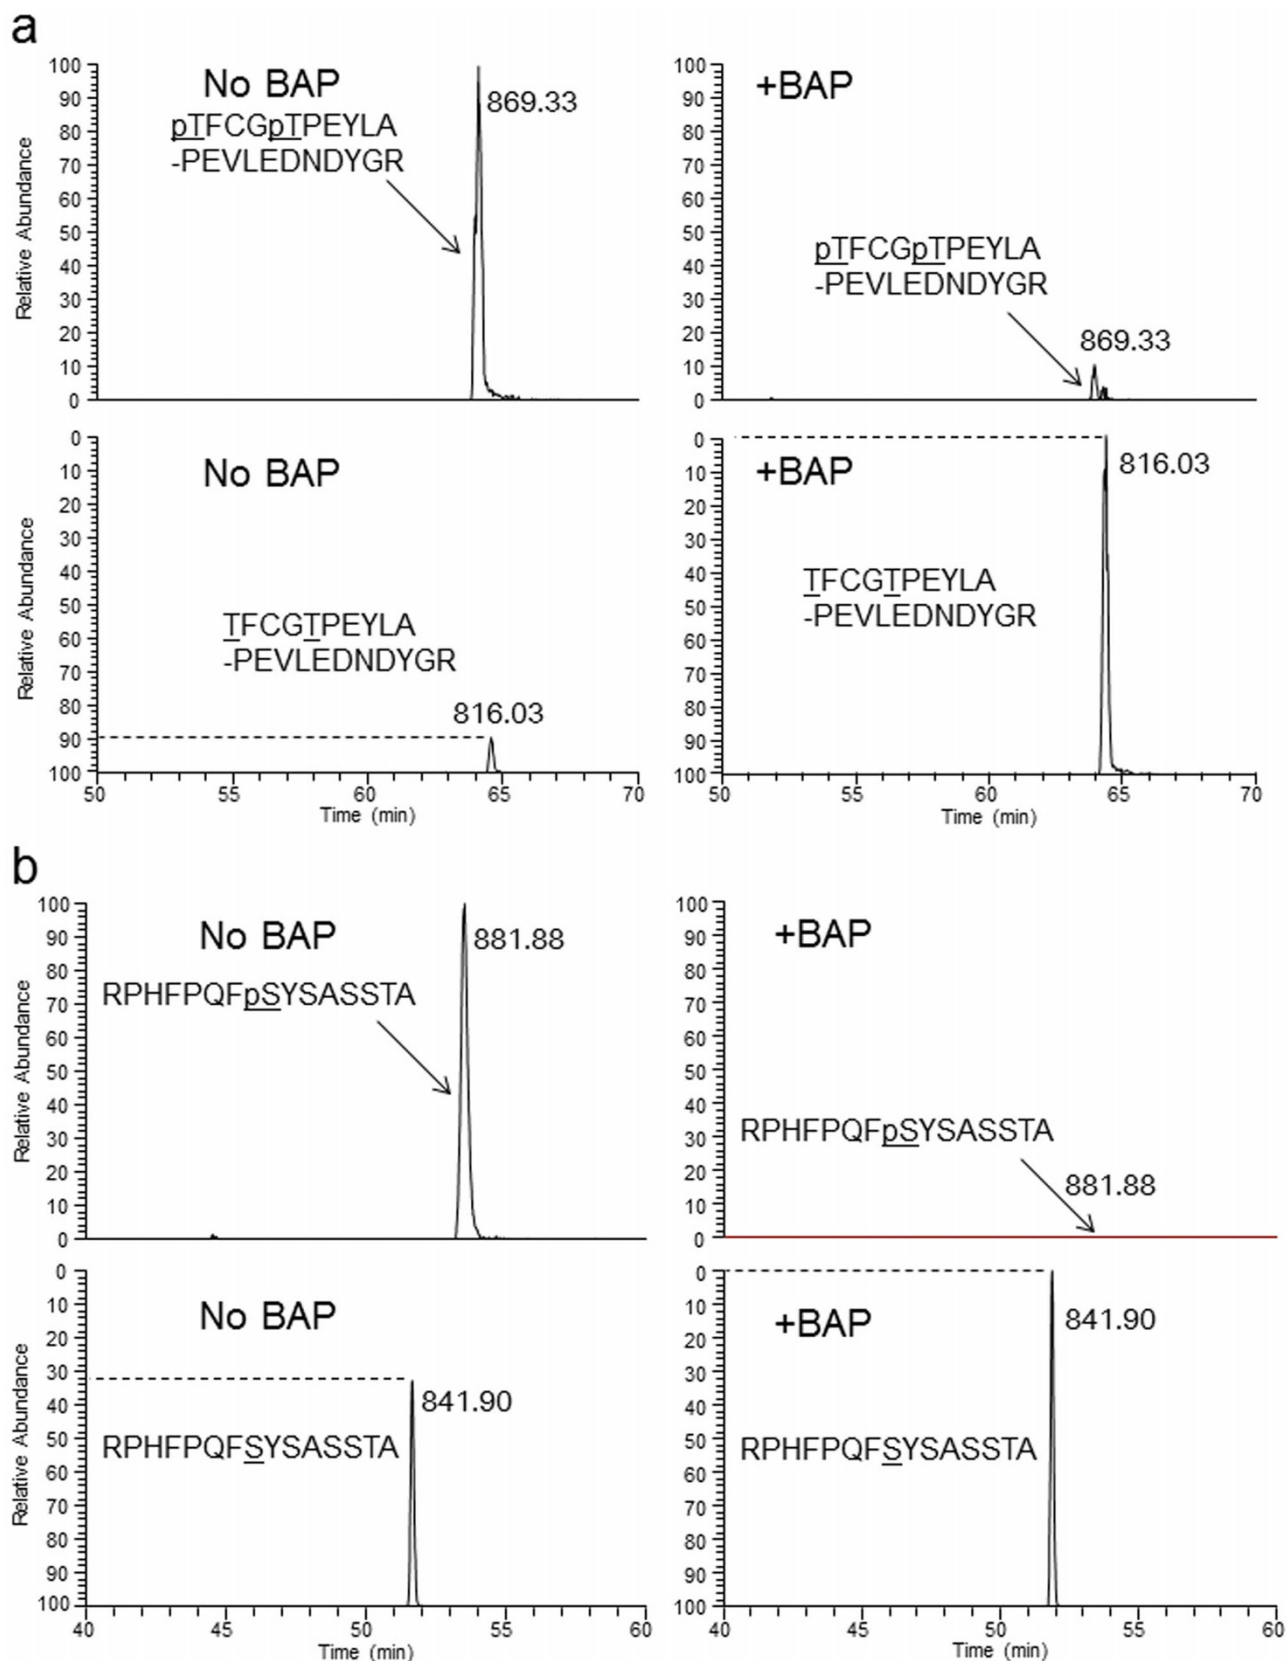 a
No BAP
pTFCGpTPEYLA
-PEVLEDNDYGR
869.33
Relative Abundance
100
90
80
70
60
50
40
30
20
10
0
+BAP
pTFCGpTPEYLA
-PEVLEDNDYGR
869.33
100
90
80
70
60
50
40
30
20
10
0
No BAP
TFCGTPEYLA
-PEVLEDNDYGR
816.03
Relative Abundance
0
10
20
30
40
50
60
70
80
90
100
50 55 60 65 70
Time (min)
+BAP
816.03
TFCGTPEYLA
-PEVLEDNDYGR
0
10
20
30
40
50
60
70
80
90
100
50 55 60 65 70
Time (min)
b
No BAP
881.88
RPHFPQFpSYSASSTA
Relative Abundance
100
90
80
70
60
50
40
30
20
10
0
+BAP
RPHFPQFpSYSASSTA
881.88
100
90
80
70
60
50
40
30
20
10
0
No BAP
841.90
RPHFPQFSYSASSTA
Relative Abundance
0
10
20
30
40
50
60
70
80
90
100
40 45 50 55 60
Time (min)
+BAP
841.90
RPHFPQFSYSASSTA
0
10
20
30
40
50
60
70
80
90
100
40 45 50 55 60
Time (min)